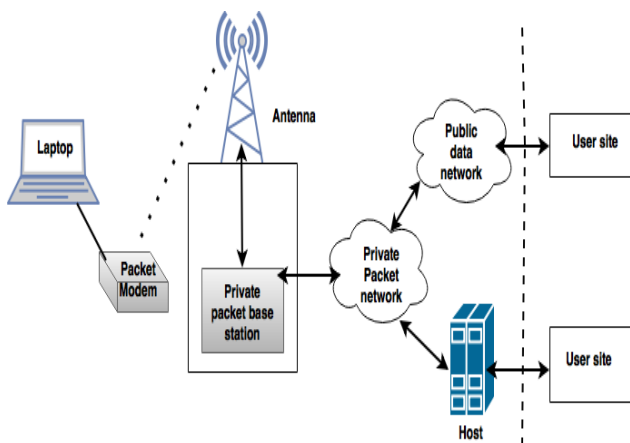 Laptop
Packet
Modem
Antenna
Private
packet base
station
Private
Packet
network
Public
data
network
User site
Host
User site